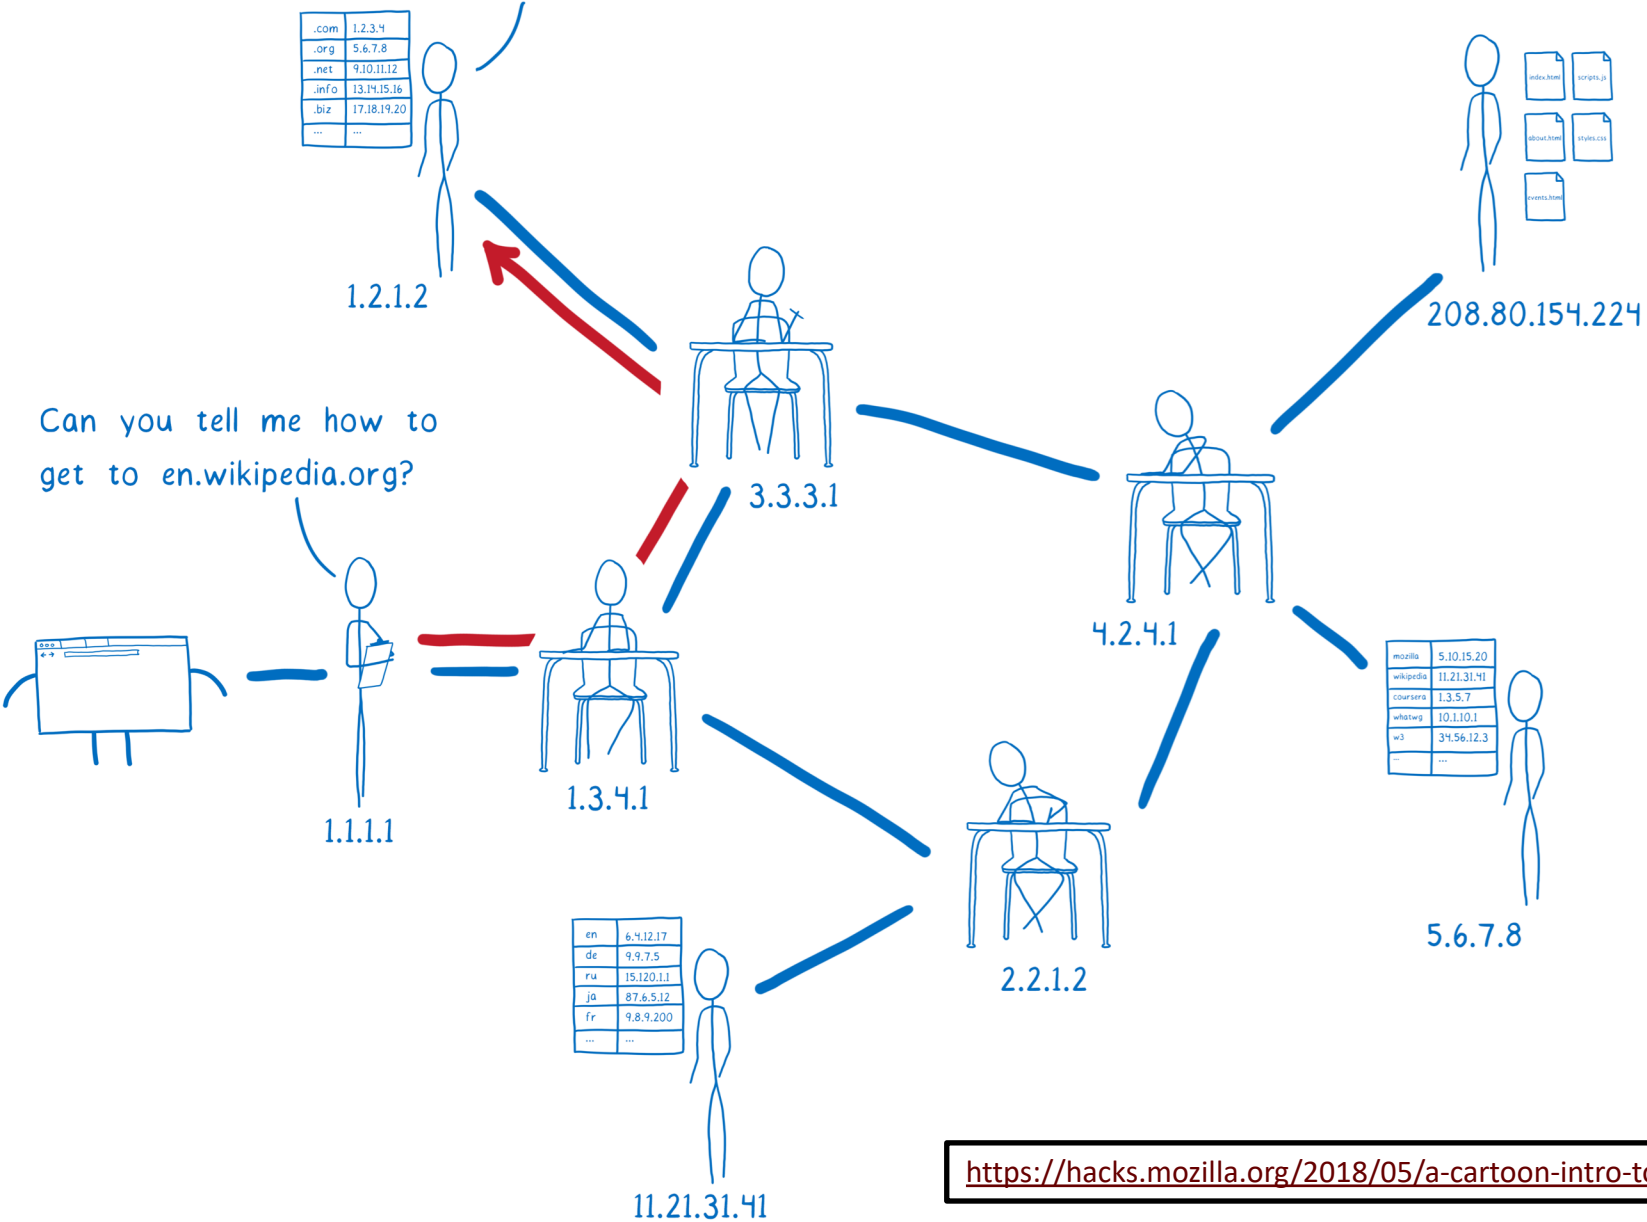 .com 1.2.3.4
.org 5.6.7.8
.net 9.10.11.12
.info 13.14.15.16
.biz 17.18.19.20
... ...
1.2.1.2
index.html scripts.js
about.html styles.css
events.html
208.80.154.224
Can you tell me how to
get to en.wikipedia.org?
3.3.3.1
4.2.4.1
1.1.1.1
1.3.4.1
mozilla 5.10.15.20
wikipedia 11.21.31.41
coursera 1.3.5.7
whatwg 10.1.10.1
w3 34.56.12.3
... ...
5.6.7.8
2.2.1.2
en 6.4.12.17
de 9.9.7.5
ru 15.120.1.1
ja 87.6.5.12
fr 9.8.9.200
... ...
11.21.31.41
https://hacks.mozilla.org/2018/05/a-cartoon-intro-to